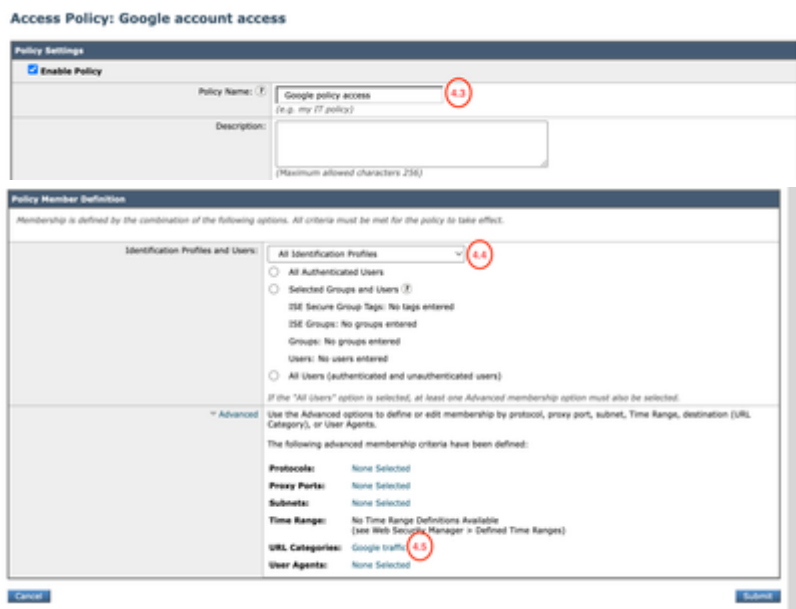 Access Policy: Google account access
Policy Settings
Enable Policy
Policy Name: ? Google policy access 4.3
(e.g. my IT policy)
Description:
(Maximum allowed characters 256)
Policy Member Definition
Membership is defined by the combination of the following options. All criteria must be met for the policy to take effect.
Identification Profiles and Users: All Identification Profiles 4.4
All Authenticated Users
Selected Groups and Users ?
ISE Secure Group Tags: No tags entered
ISE Groups: No groups entered
Groups: No groups entered
Users: No users entered
All Users (authenticated and unauthenticated users)
If the "All Users" option is selected, at least one Advanced membership option must also be selected.
Advanced Use the Advanced options to define or edit membership by protocol, proxy port, subnet, Time Range, destination (URL
Category), or User Agents.
The following advanced membership criteria have been defined:
Protocols: None Selected
Proxy Ports: None Selected
Subnets: None Selected
Time Range: No Time Range Definitions Available
(see Web Security Manager > Defined Time Ranges)
URL Categories: Google traffic 4.5
User Agents: None Selected
Cancel Submit